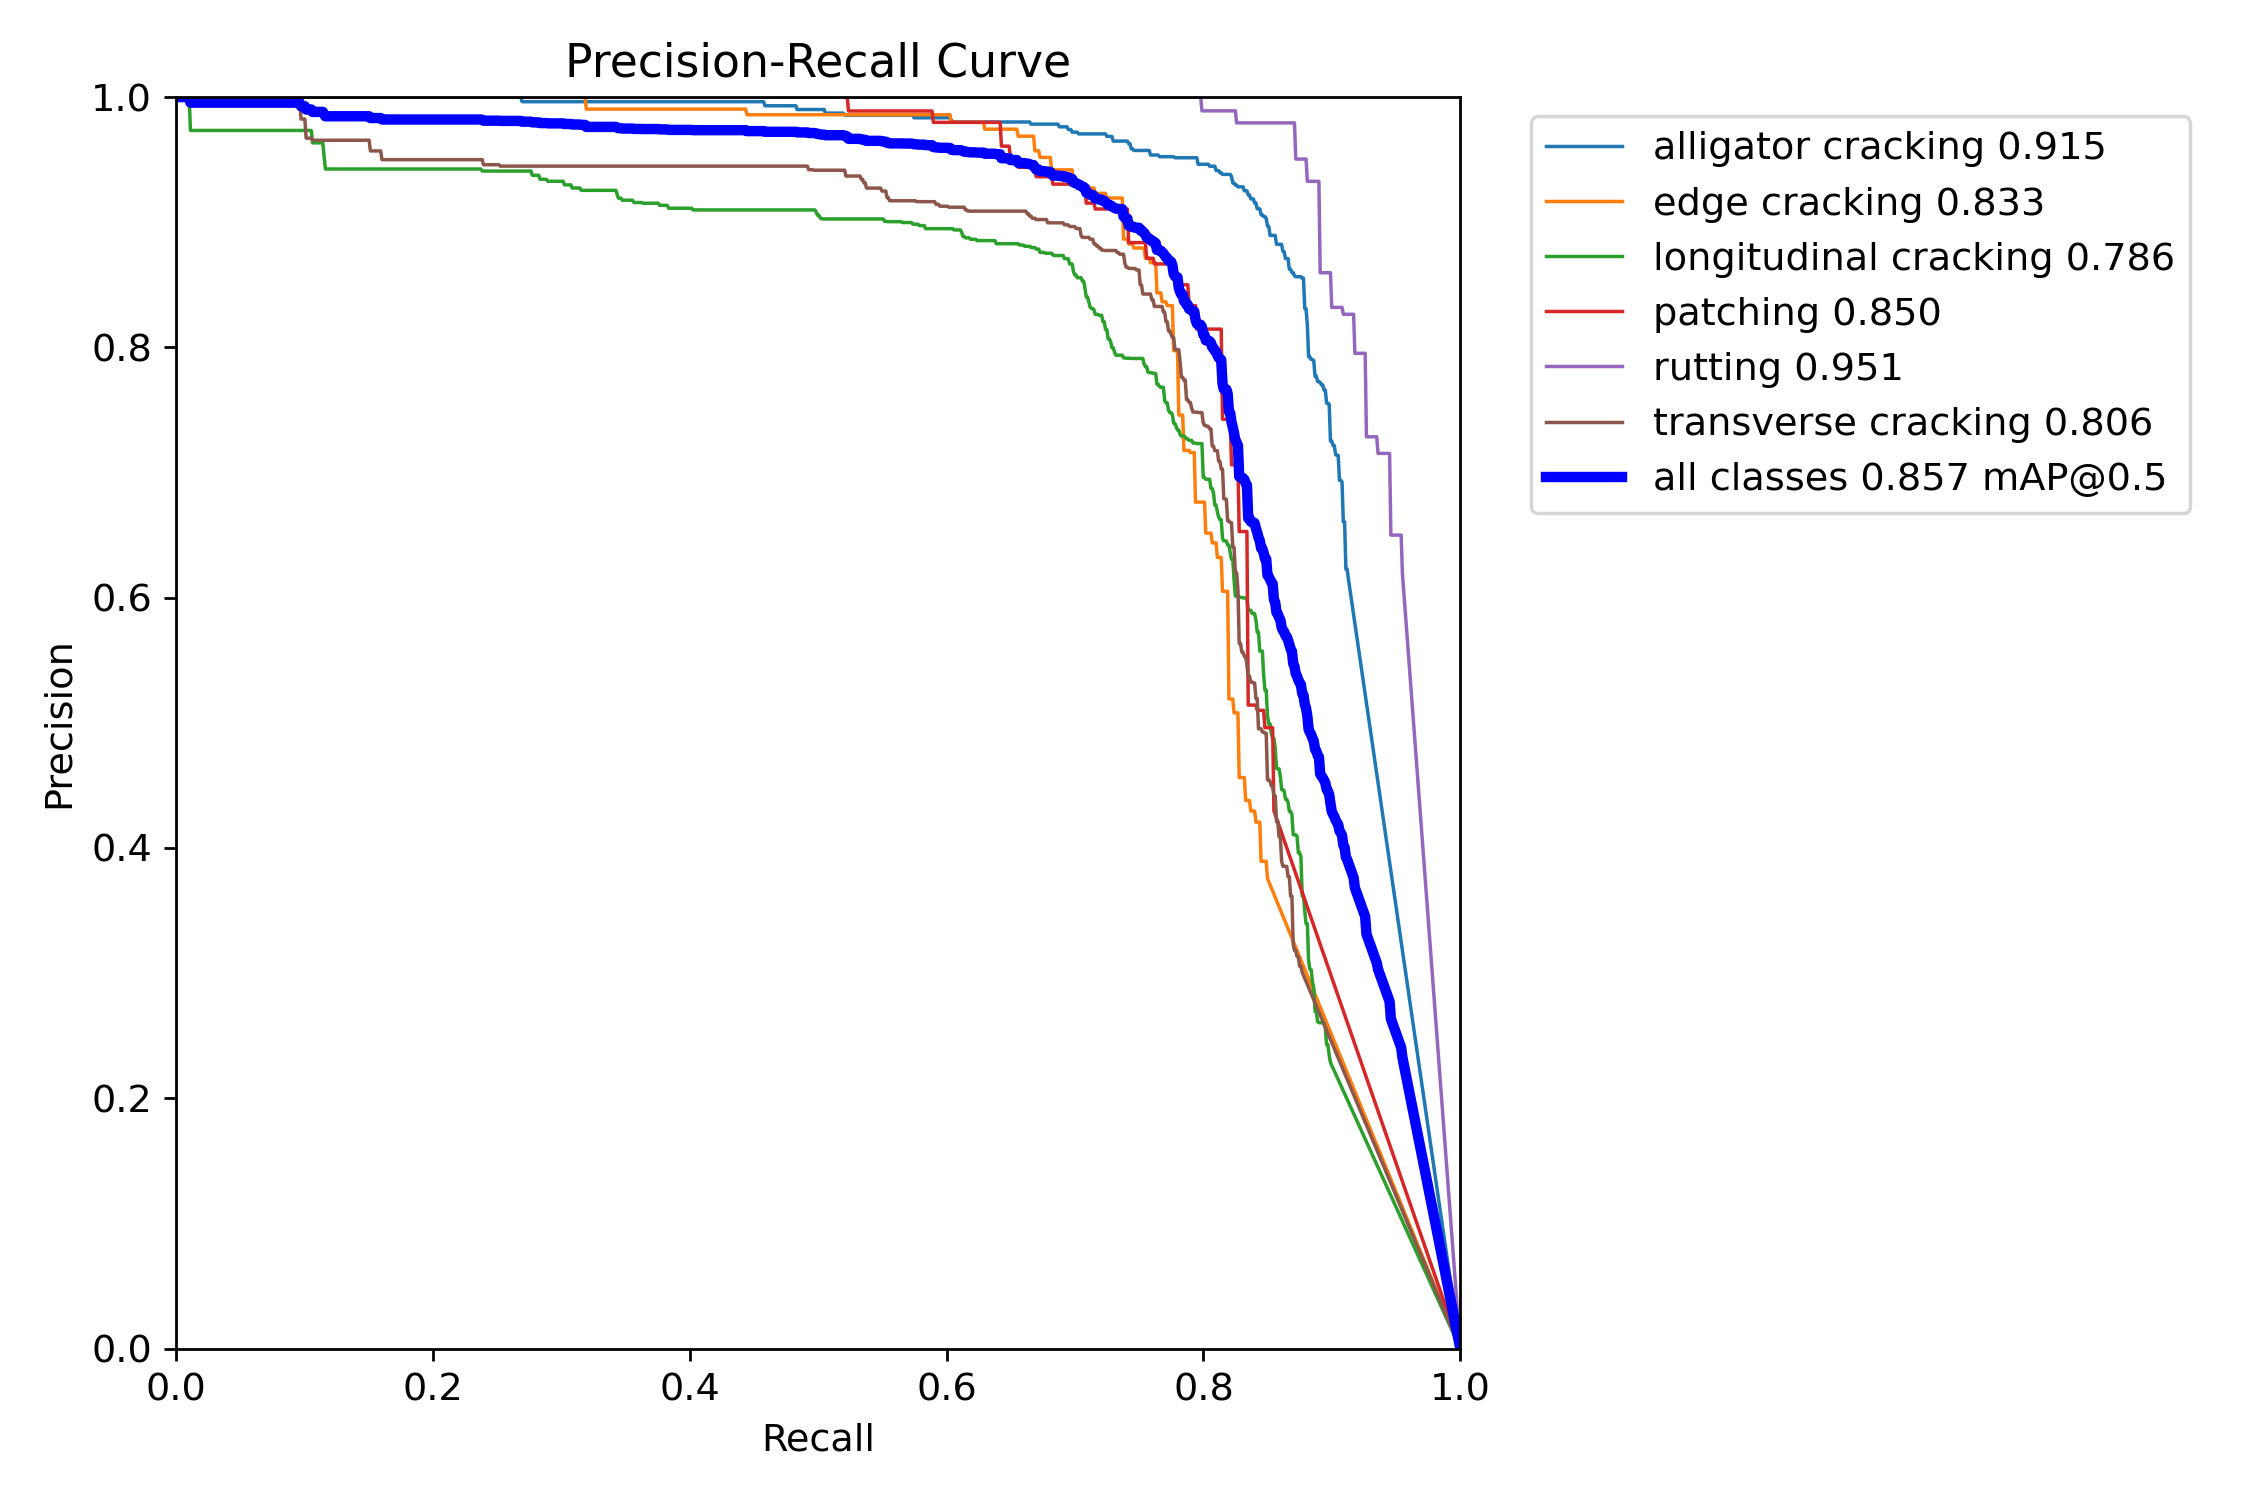 Precision-Recall Curve
1.0
0.8
0.6
0.4
0.2
0.0
Precision
0.0 0.2 0.4 0.6 0.8 1.0
Recall
alligator cracking 0.915
edge cracking 0.833
longitudinal cracking 0.786
patching 0.850
rutting 0.951
transverse cracking 0.806
all classes 0.857 mAP@0.5